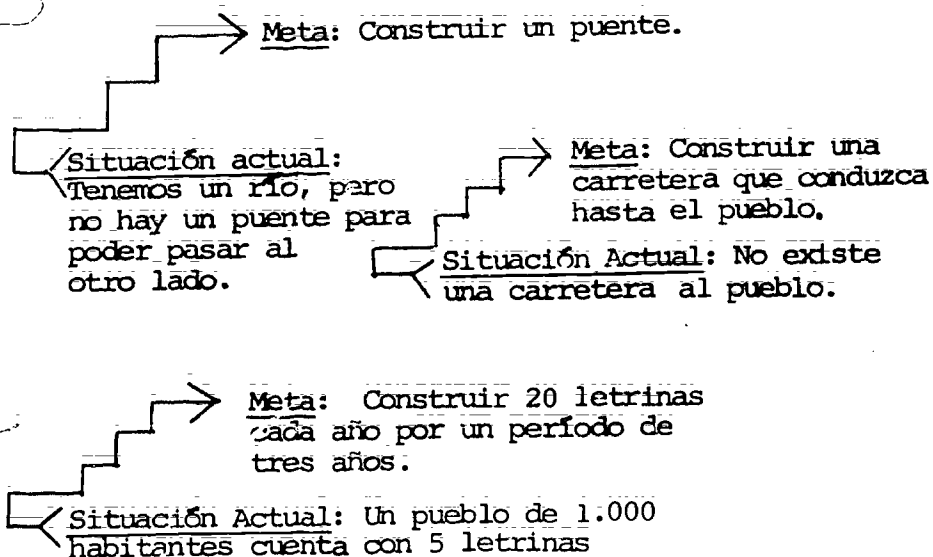 Meta: Construir un puente.
Situación actual:
Tenemos un río, pero
no hay un puente para
poder pasar al
otro lado.
Meta: Construir una
carretera que conduzca
hasta el pueblo.
Situación Actual: No existe
una carretera al pueblo.
Meta: Construir 20 letrinas
cada año por un período de
tres años.
Situación Actual: Un pueblo de 1.000
habitantes cuenta con 5 letrinas